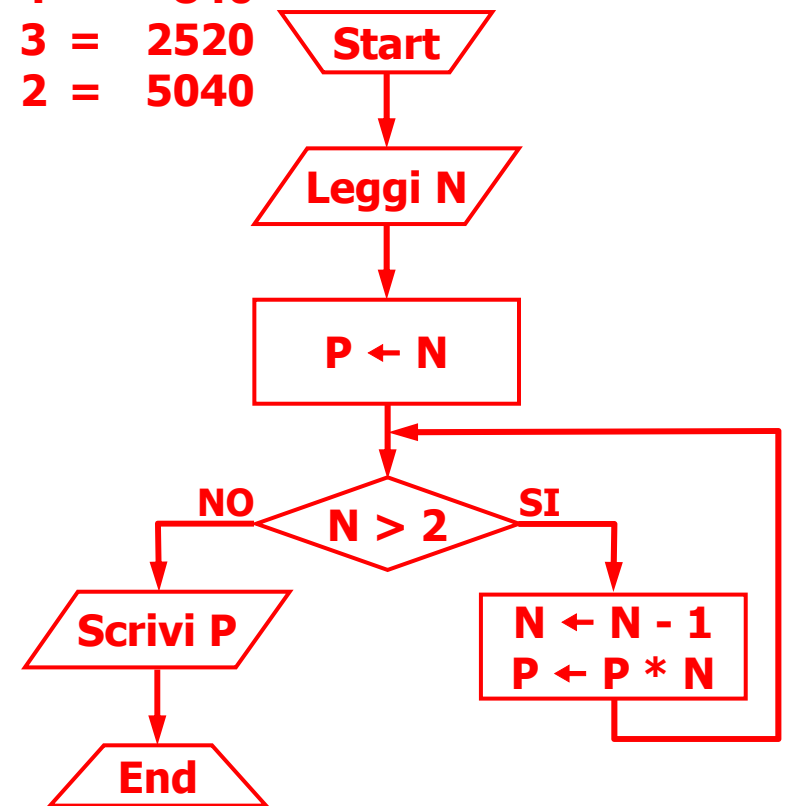 3 = 2520
2 = 5040
Start
Leggi N
P ← N
N > 2
NO
SI
Scrivi P
N ← N - 1
P ← P * N
End